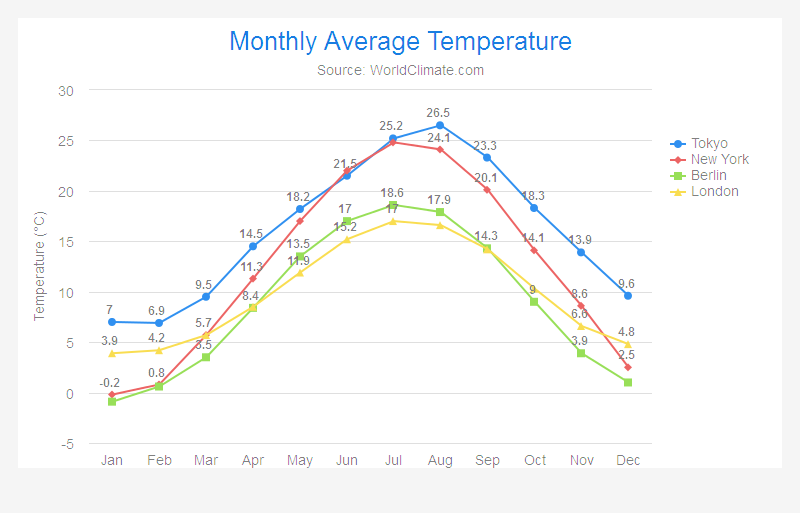 Monthly Average Temperature
Source: WorldClimate.com
Temperature (°C)
30
25
20
15
10
5
0
-5
7 6.9 9.5 14.5 18.2 21.5 25.2 26.5 23.3 18.3 13.9 9.6
-0.2 0.8 5.7 11.3 24.1 20.1 14.1 8.6 2.5
3.5 8.4 13.5 17 18.6 17.9 14.3 9 3.9
3.9 4.2 11.9 15.2 17 6.6 4.8
Jan Feb Mar Apr May Jun Jul Aug Sep Oct Nov Dec
Tokyo
New York
Berlin
London